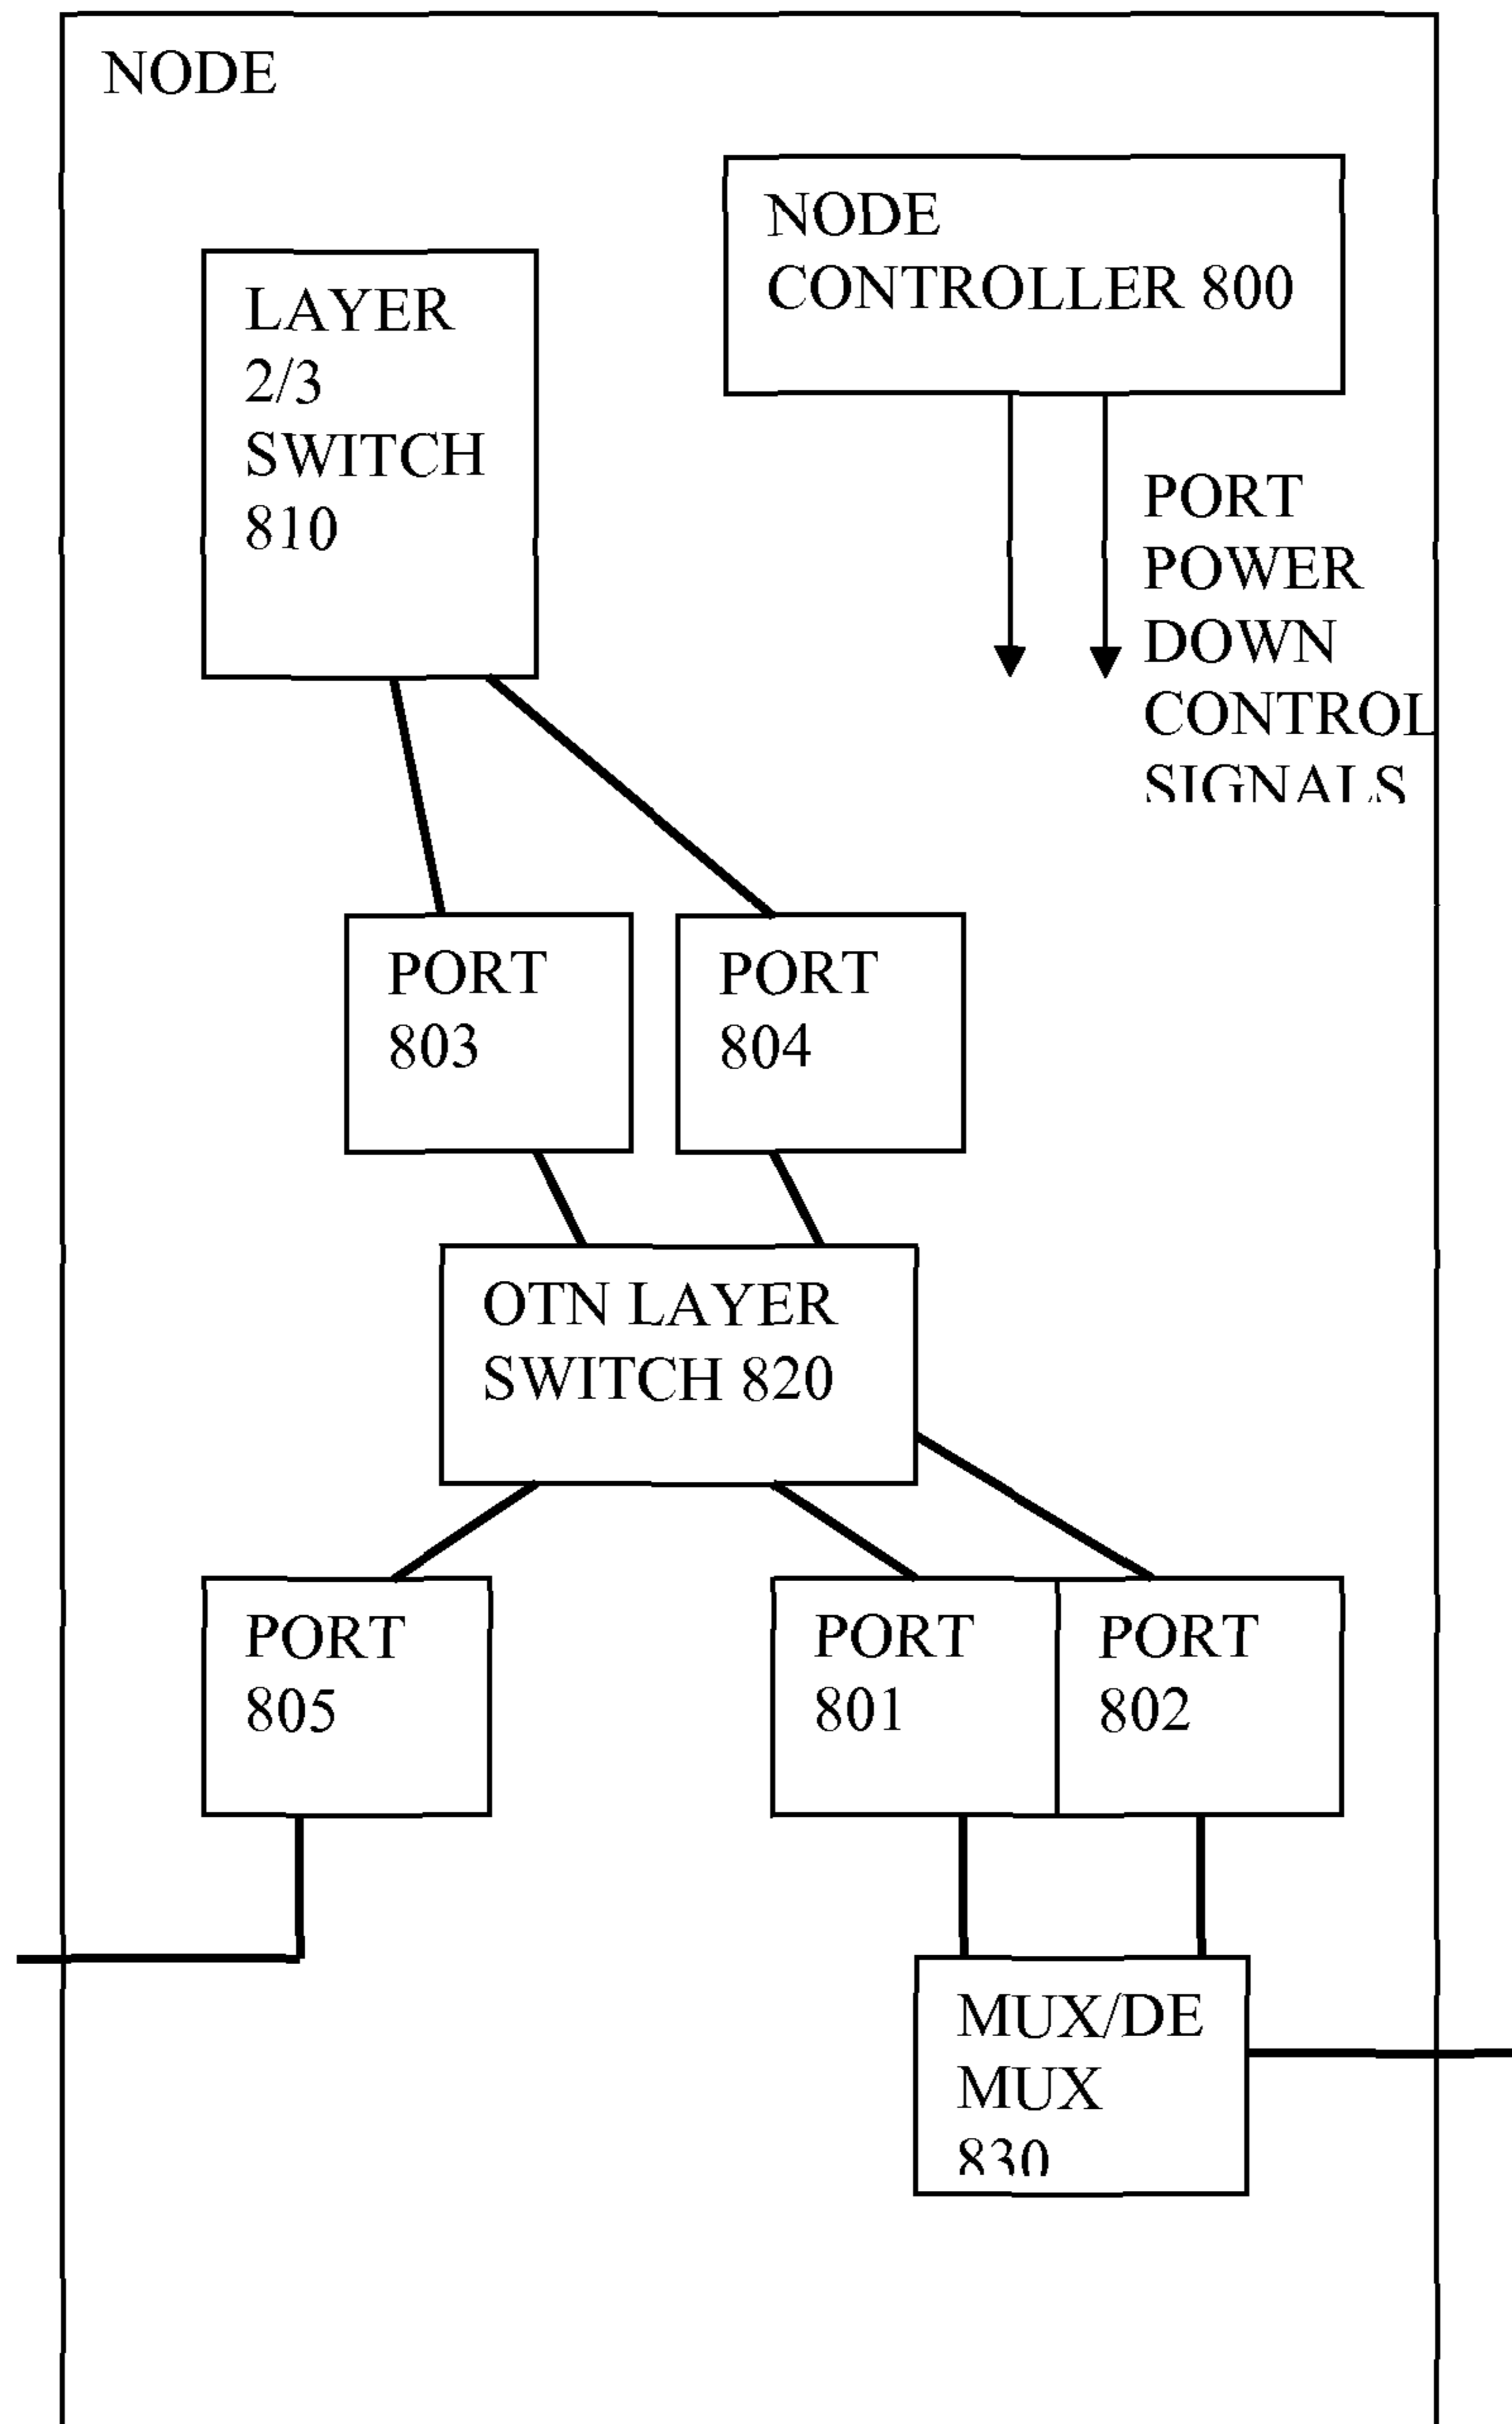 NODE
NODE
CONTROLLER 800
LAYER
2/3
SWITCH
810
PORT
POWER
DOWN
CONTROL
SIGNALS
PORT
803
PORT
804
OTN LAYER
SWITCH 820
PORT
805
PORT
801
PORT
802
MUX/DE
MUX
830